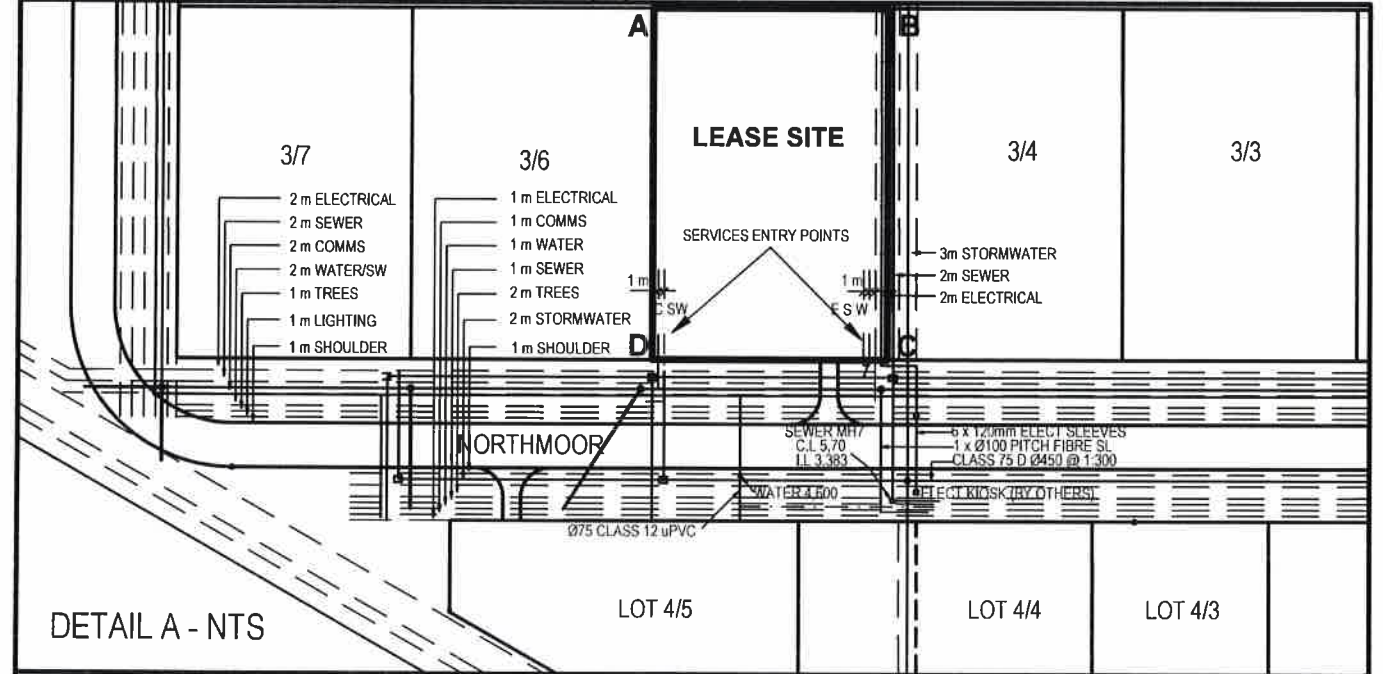 A
B
LEASE SITE
3/7
3/6
3/4
3/3
2 m ELECTRICAL
2 m SEWER
2 m COMMS
2 m WATER/SW
1 m TREES
1 m LIGHTING
1 m SHOULDER
1 m ELECTRICAL
1 m COMMS
1 m WATER
1 m SEWER
2 m TREES
2 m STORMWATER
1 m SHOULDER
SERVICES ENTRY POINTS
1 m
C SW
1 m
E S W
3m STORMWATER
2m SEWER
2m ELECTRICAL
D
C
NORTHMOOR
SEWER MH7
C.L 5,70
I.L 3,383
6 x 120mm ELECT SLEEVES
1 x Ø100 PITCH FIBRE SL
CLASS 75 D Ø450 @ 1:300
WATER 4,600
ELECT KIOSK (BY OTHERS)
Ø75 CLASS 12 uPVC
LOT 4/5
LOT 4/4
LOT 4/3
DETAIL A - NTS